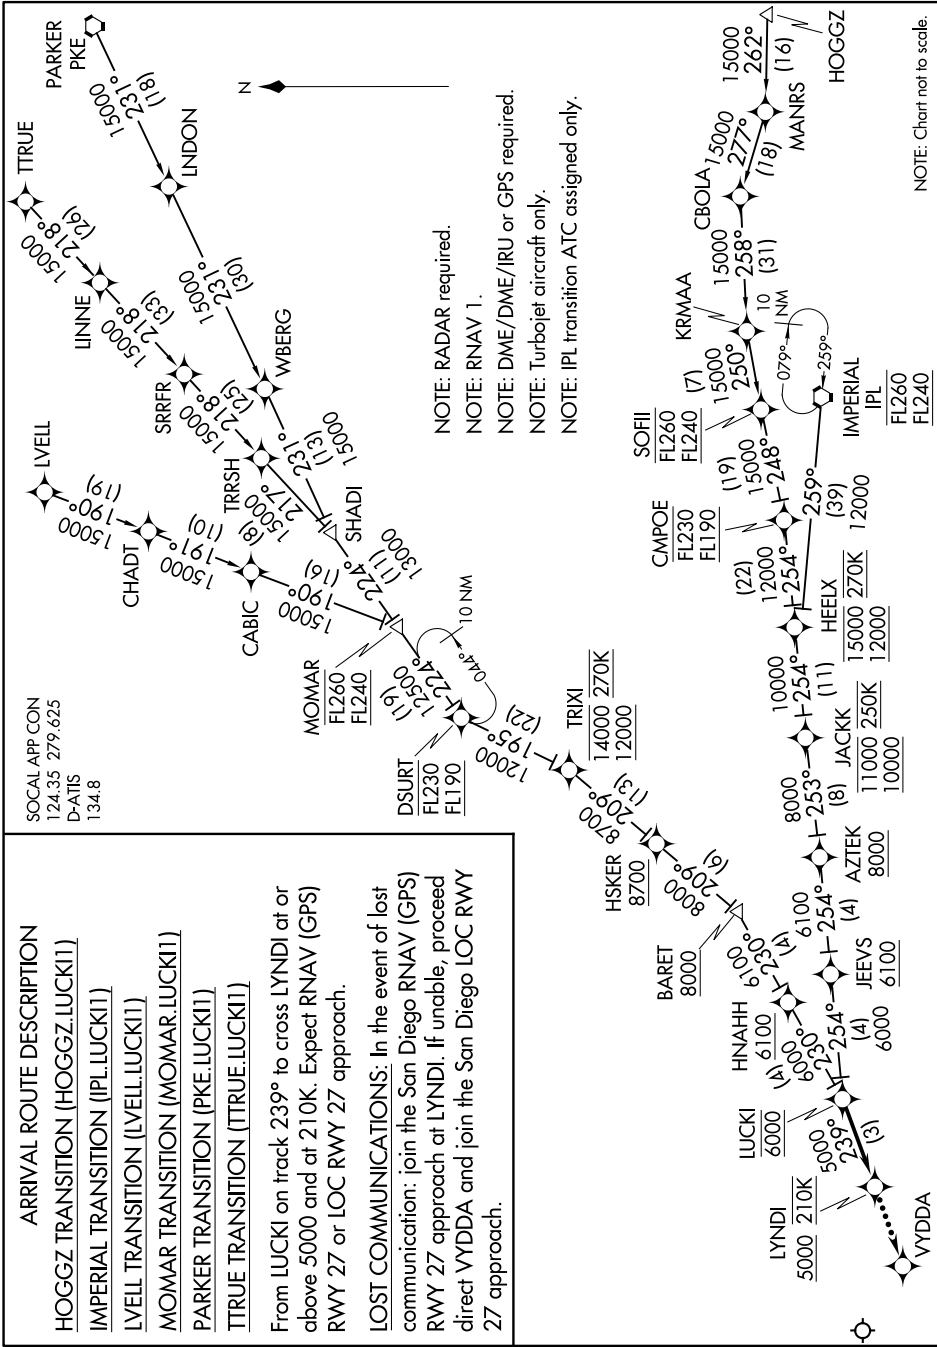 ARRIVAL ROUTE DESCRIPTION
HOGGZ TRANSITION (HOGGZ.LUCKI1)
IMPERIAL TRANSITION (IPL.LUCKI1)
LVELL TRANSITION (LVELL.LUCKI1)
MOMAR TRANSITION (MOMAR.LUCKI1)
PARKER TRANSITION (PKE.LUCKI1)
TTRUE TRANSITION (TTRUE.LUCKI1)
From LUCKI on track 239° to cross LYNDI at or
above 5000 and at 210K. Expect RNAV (GPS)
RWY 27 or LOC RWY 27 approach.
LOST COMMUNICATIONS: In the event of lost
communication: join the San Diego RNAV (GPS)
RWY 27 approach at LYNDI. If unable, proceed
direct VYDDA and join the San Diego LOC RWY
27 approach.
SOCAL APP CON
124.35 279.625
D-ATIS
134.8
LVELL
15000
190°
(19)
CHADT
15000
191°
(10)
CABIC
15000
190°
(16)
TTRUE
15000
218°
(26)
LINNE
15000
218°
(33)
SRRFR
15000
218°
(25)
TRRSH
15000
217°
(8)
PARKER
PKE
15000
231°
(18)
LNDON
15000
231°
(30)
WBERG
231°
(13)
15000
SHADI
224°
(11)
13000
MOMAR
FL260
FL240
224°
12500
(19)
10 NM
044°
DSURT
FL230
FL190
12000
195°
(22)
TRIXI
14000 270K
12000
8700
209°
(13)
HSKER
8700
8000
209°
(6)
BARET
8000
6100
230°
(4)
HNAHH
6100
6000
230°
(4)
N
NOTE: RADAR required.
NOTE: RNAV 1.
NOTE: DME/DME/IRU or GPS required.
NOTE: Turbojet aircraft only.
NOTE: IPL transition ATC assigned only.
HOGGZ
15000
262°
(16)
MANRS
15000
277°
(18)
CBOLA
15000
258°
(31)
KRMAA
(7)
15000
250°
SOFII
FL260
FL240
(19)
15000
248°
CMPOE
FL230
FL190
(22)
12000
254°
10
NM
079°
259°
IMPERIAL
IPL
FL260
FL240
259°
(39)
12000
HEELX
15000 270K
12000
10000
254°
(11)
JACKK
11000 250K
10000
8000
253°
(8)
AZTEK
8000
6100
254°
(4)
JEEVS
6100
254°
(4)
6000
LUCKI
6000
5000
239°
(3)
LYNDI
5000 210K
VYDDA
NOTE: Chart not to scale.